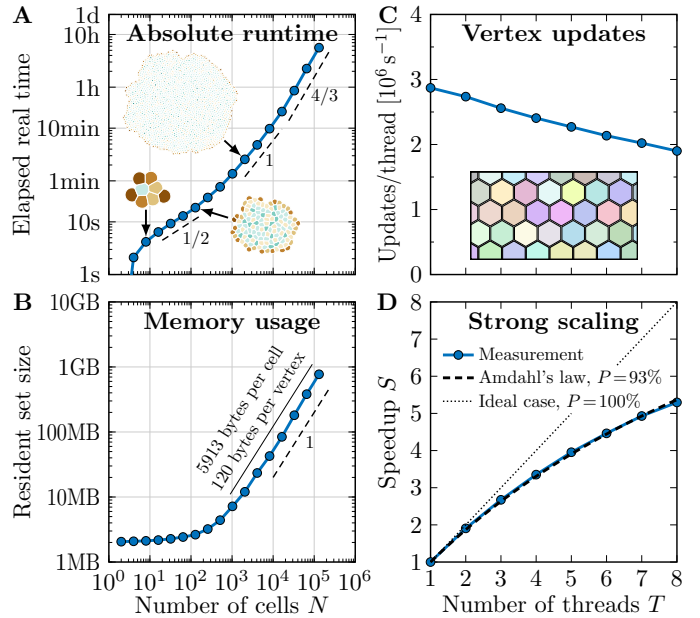 A
Absolute runtime
Elapsed real time
1d
10h
1h
10min
1min
10s
1s
4/3
1
1/2
B
Memory usage
Resident set size
10GB
1GB
100MB
10MB
1MB
5913 bytes per cell
120 bytes per vertex
1
10^0 10^1 10^2 10^3 10^4 10^5 10^6
Number of cells N
C
Vertex updates
Updates/thread [10^6 s^−1]
4
3
2
1
0
D
Strong scaling
Speedup S
8
7
6
5
4
3
2
1
Measurement
Amdahl's law, P=93%
Ideal case, P=100%
1 2 3 4 5 6 7 8
Number of threads T